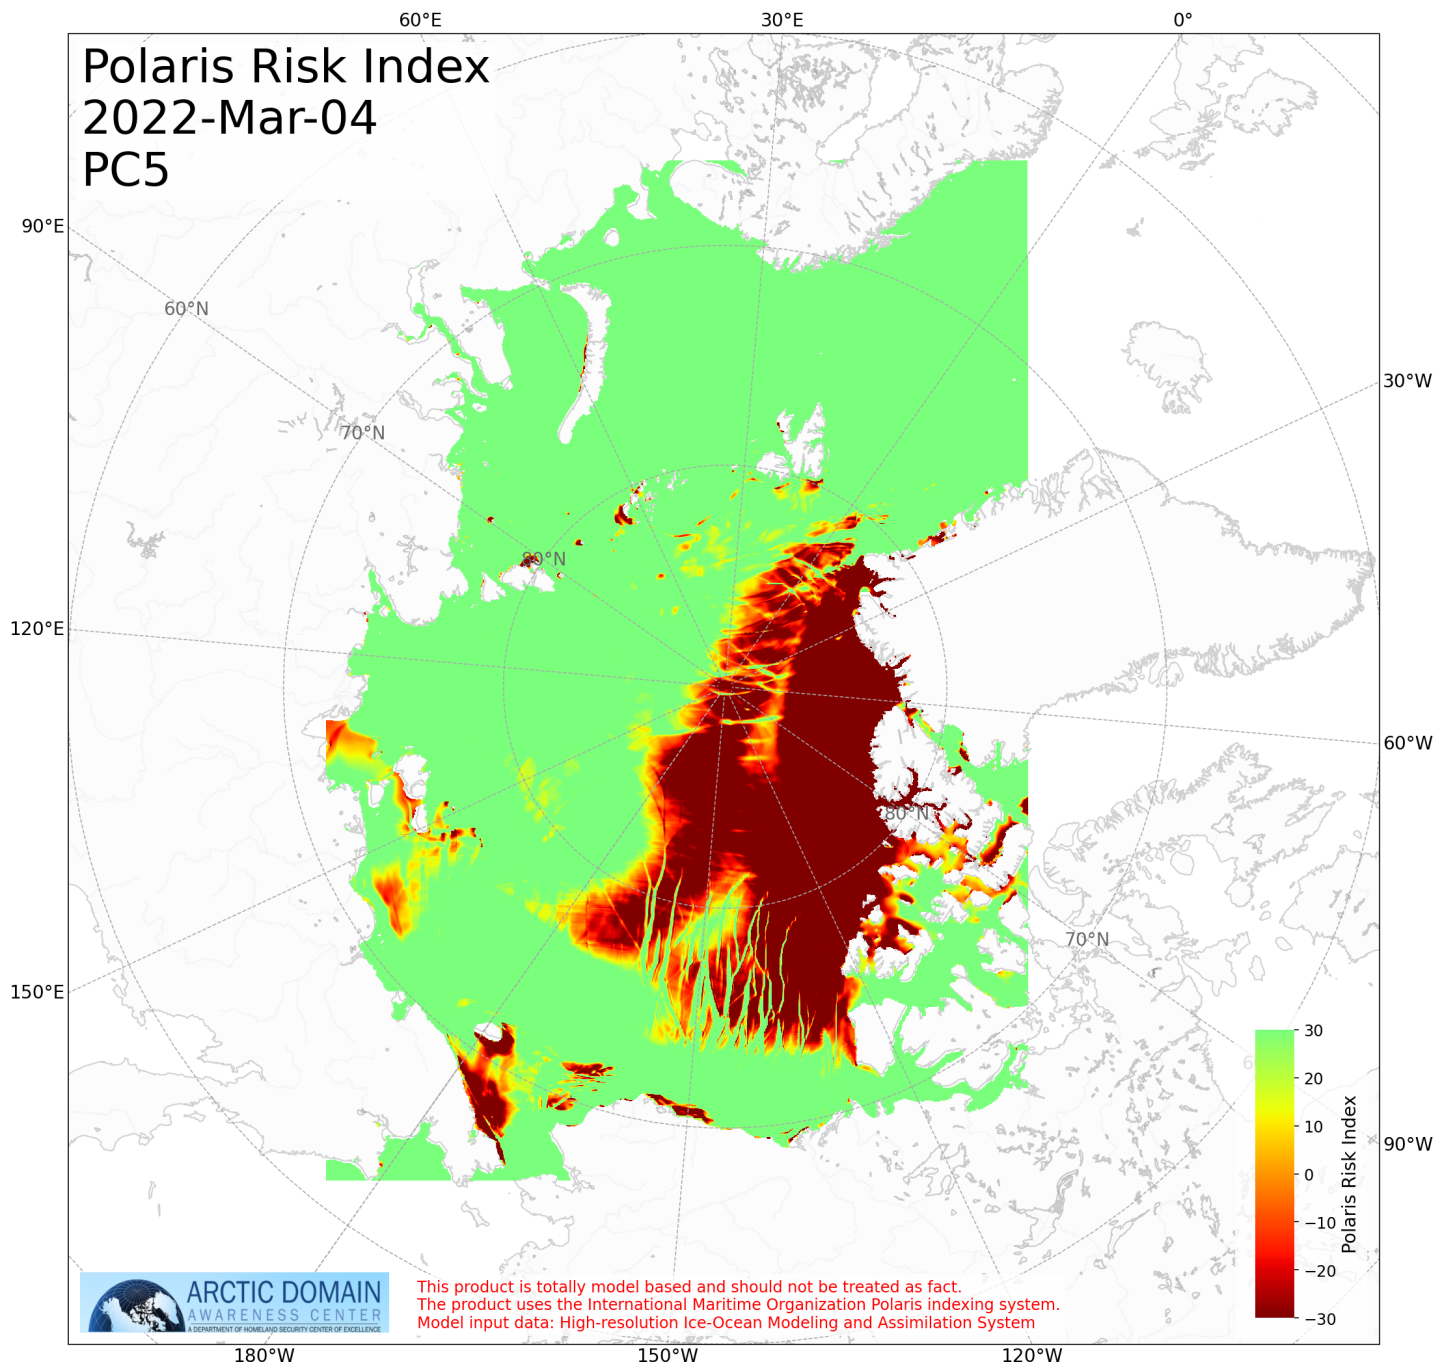 60°E 30°E 0°
Polaris Risk Index
2022-Mar-04
PC5
90°E
60°N
30°W
70°N
80°N
120°E
60°W
80°N
70°N
150°E
30
20
10
0
−10
−20
−30
Polaris Risk Index
90°W
ARCTIC DOMAIN
AWARENESS CENTER
A DEPARTMENT OF HOMELAND SECURITY CENTER OF EXCELLENCE
This product is totally model based and should not be treated as fact.
The product uses the International Maritime Organization Polaris indexing system.
Model input data: High-resolution Ice-Ocean Modeling and Assimilation System
180°W 150°W 120°W